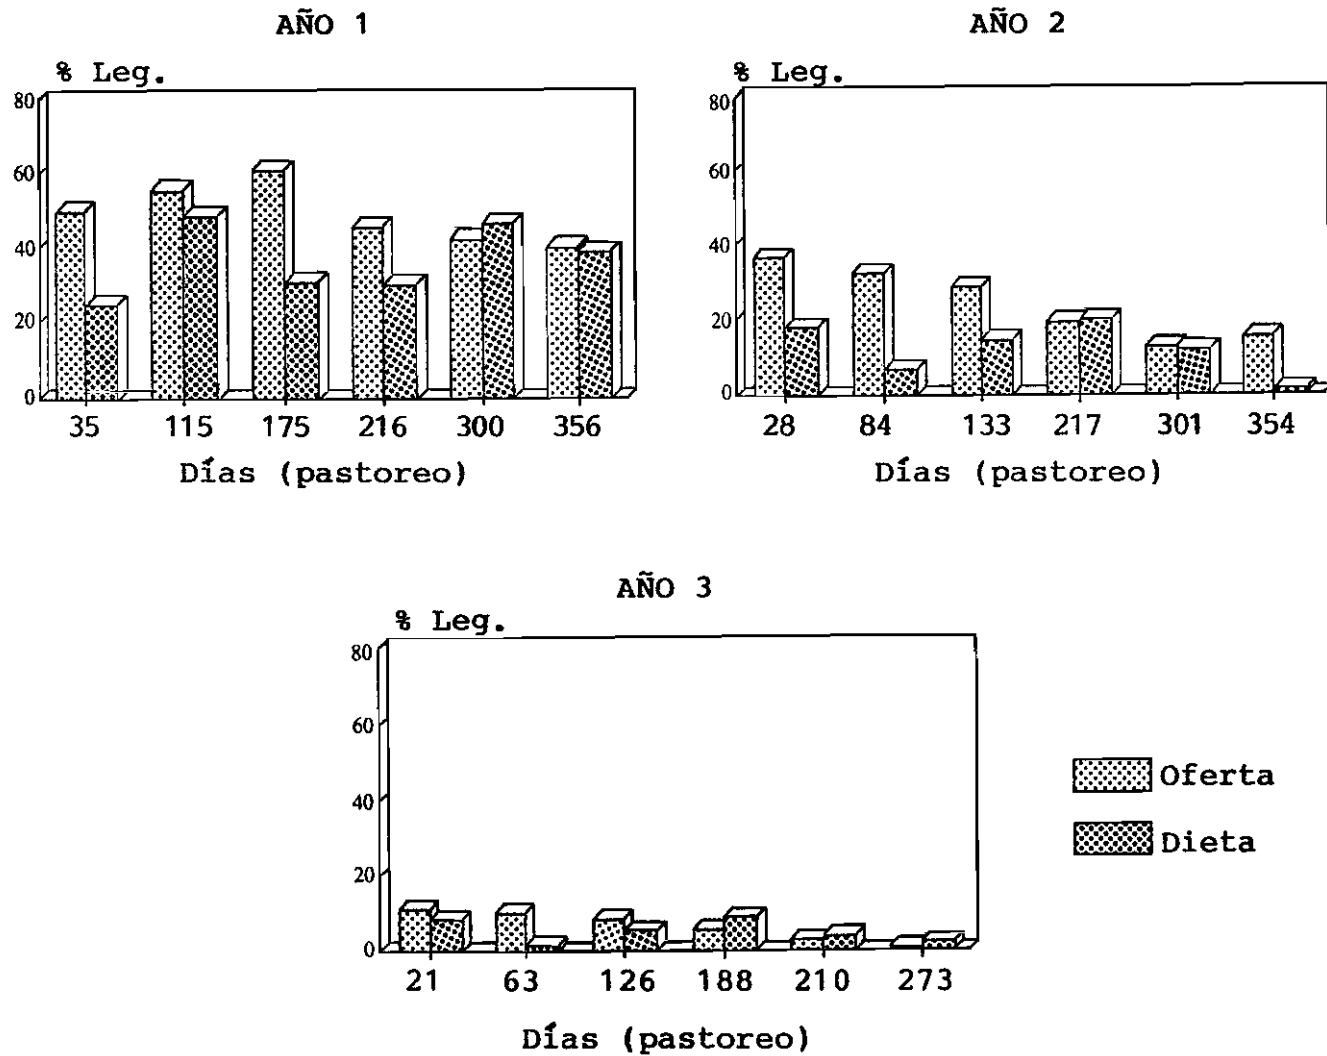 AÑO 1
% Leg.
80
60
40
20
0
35 115 175 216 300 356
Días (pastoreo)
AÑO 2
% Leg.
80
60
40
20
0
28 84 133 217 301 354
Días (pastoreo)
AÑO 3
% Leg.
80
60
40
20
0
21 63 126 188 210 273
Días (pastoreo)
Oferta
Dieta